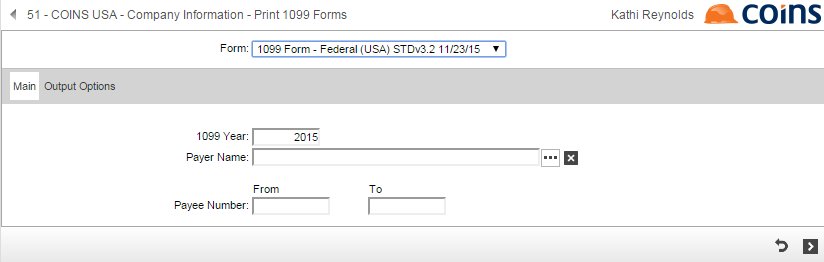 51 - COINS USA - Company Information - Print 1099 Forms Kathi Reynolds coins
Form: 1099 Form - Federal (USA) STDv3.2 11/23/15
Main Output Options
1099 Year: 2015
Payer Name:
From To
Payee Number: